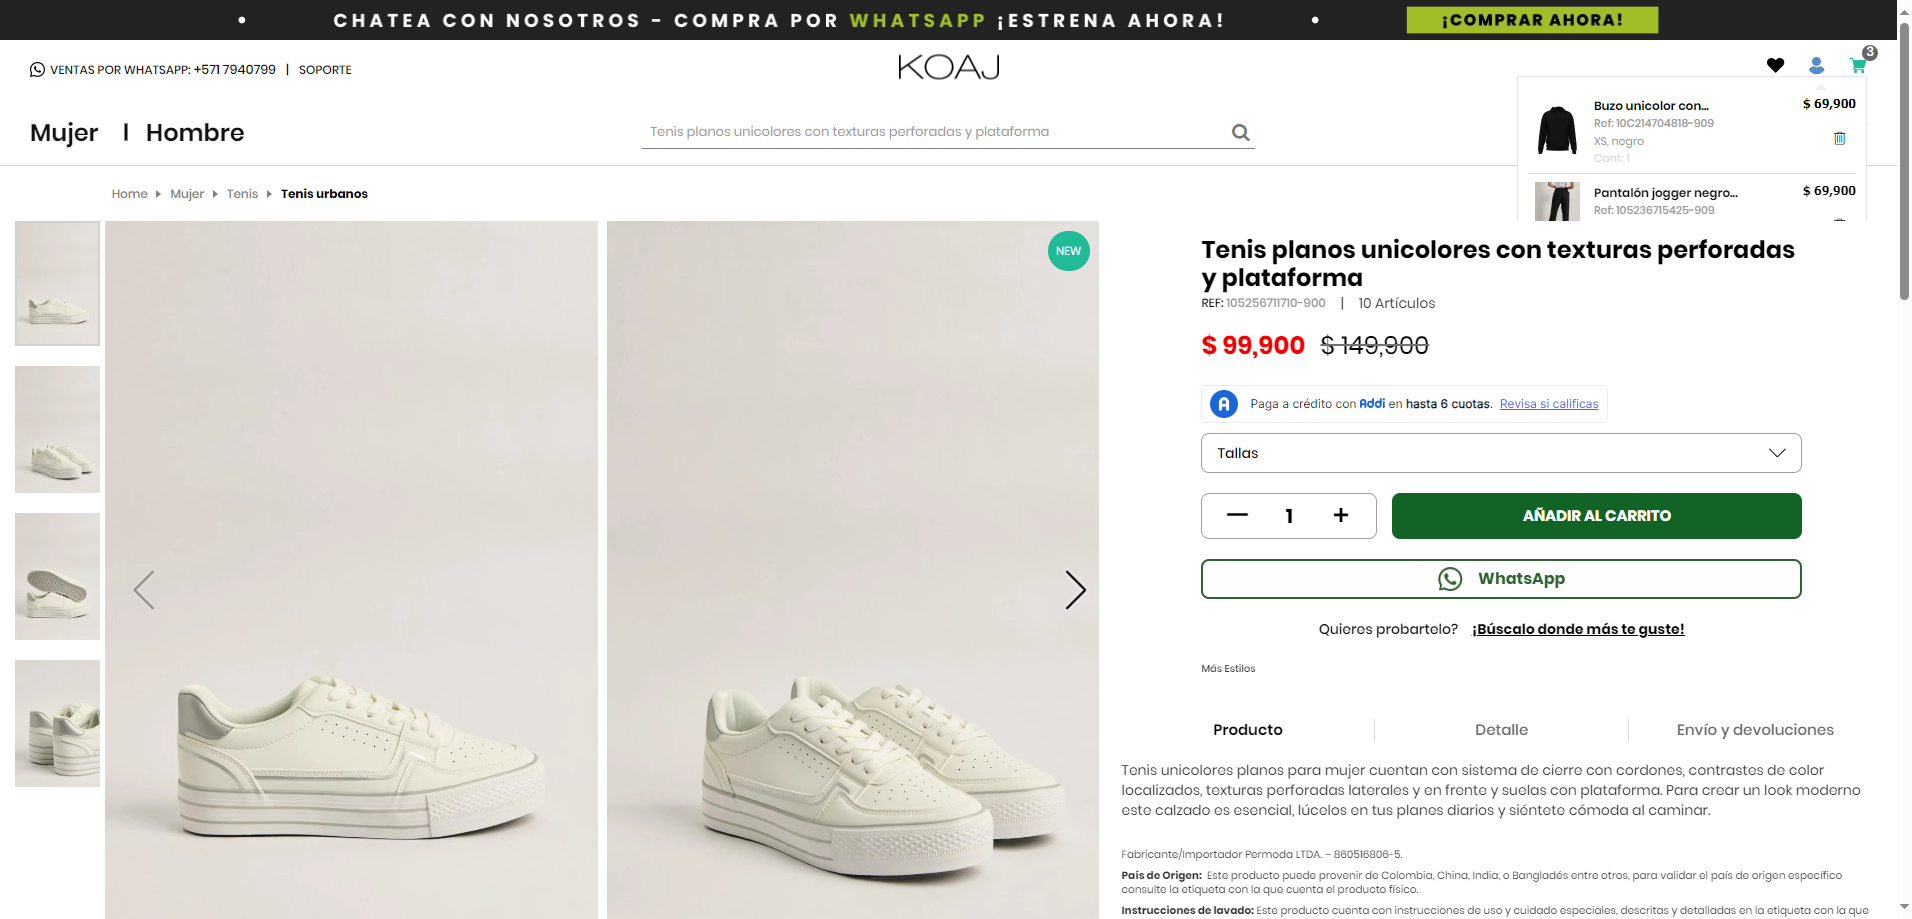 CHATEA CON NOSOTROS - COMPRA POR WHATSAPP ¡ESTRENA AHORA!
¡COMPRAR AHORA!
VENTAS POR WHATSAPP: +571 7940799 | SOPORTE
KOAJ
3
Mujer | Hombre
Tenis planos unicolores con texturas perforadas y plataforma
Buzo unicolor con...
$ 69,900
Ref: 10C214704818-909
XS, negro
Cant: 1
Pantalón jogger negro...
$ 69,900
Ref: 105236715425-909
Home Mujer Tenis Tenis urbanos
NEW
Tenis planos unicolores con texturas perforadas
y plataforma
REF: 105256711710-900 | 10 Artículos
$ 99,900 $ 149,900
Paga a crédito con Addi en hasta 6 cuotas. Revisa si calificas
Tallas
1
AÑADIR AL CARRITO
WhatsApp
Quieres probartelo? ¡Búscalo donde más te guste!
Más Estilos
Producto
Detalle
Envío y devoluciones
Tenis unicolores planos para mujer cuentan con sistema de cierre con cordones, contrastes de color
localizados, texturas perforadas laterales y en frente y suelas con plataforma. Para crear un look moderno
este calzado es esencial, lúcelos en tus planes diarios y siéntete cómoda al caminar.
Fabricante/Importador Permoda LTDA. – 860516806-5.
País de Origen: Este producto puede provenir de Colombia, China, India, o Bangladés entre otros, para validar el país de origen específico
consulte la etiqueta con la que cuenta el producto físico.
Instrucciones de lavado: Este producto cuenta con instrucciones de uso y cuidado especiales, descritas y detalladas en la etiqueta con la que